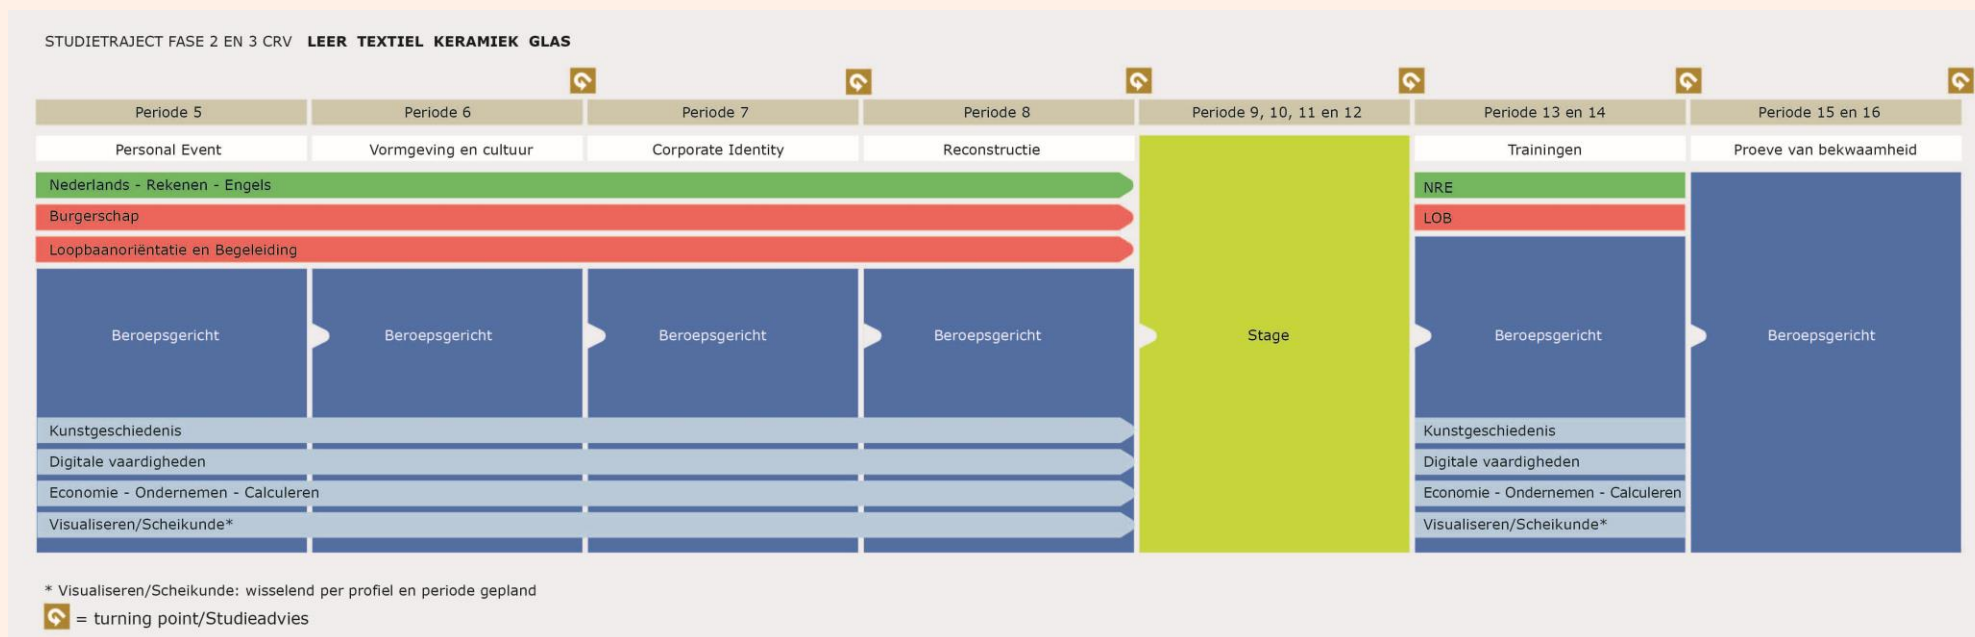 STUDIETRAJECT FASE 2 EN 3 CRV LEER TEXTIEL KERAMIEK GLAS
Periode 5 Periode 6 Periode 7 Periode 8 Periode 9, 10, 11 en 12 Periode 13 en 14 Periode 15 en 16
Personal Event Vormgeving en cultuur Corporate Identity Reconstructie Trainingen Proeve van bekwaamheid
Nederlands - Rekenen - Engels NRE
Burgerschap LOB
Loopbaanoriëntatie en Begeleiding
Beroepsgericht Beroepsgericht Beroepsgericht Beroepsgericht Stage Beroepsgericht Beroepsgericht
Kunstgeschiedenis Kunstgeschiedenis
Digitale vaardigheden Digitale vaardigheden
Economie - Ondernemen - Calculeren Economie - Ondernemen - Calculeren
Visualiseren/Scheikunde* Visualiseren/Scheikunde*
* Visualiseren/Scheikunde: wisselend per profiel en periode gepland
= turning point/Studieadvies